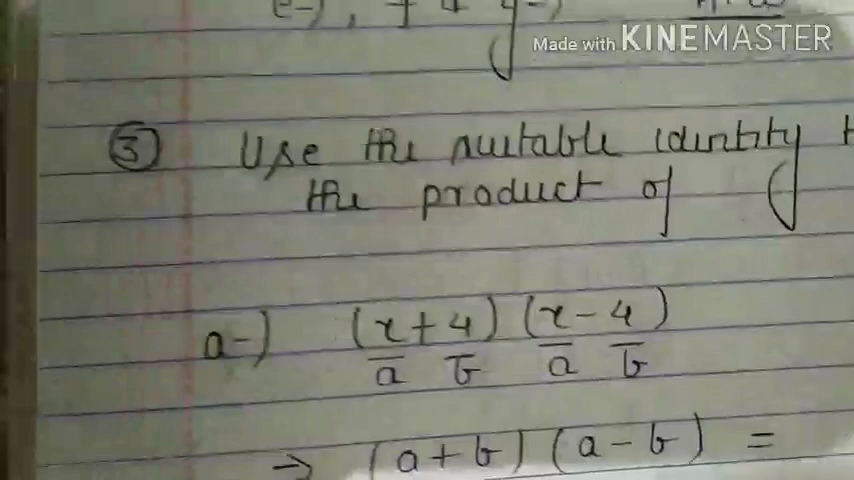 Made with KINEMASTER
③ Use the suitable identity
the product of
a-) (x + 4) (x - 4)
a b a b
→ (a + b) (a - b) =